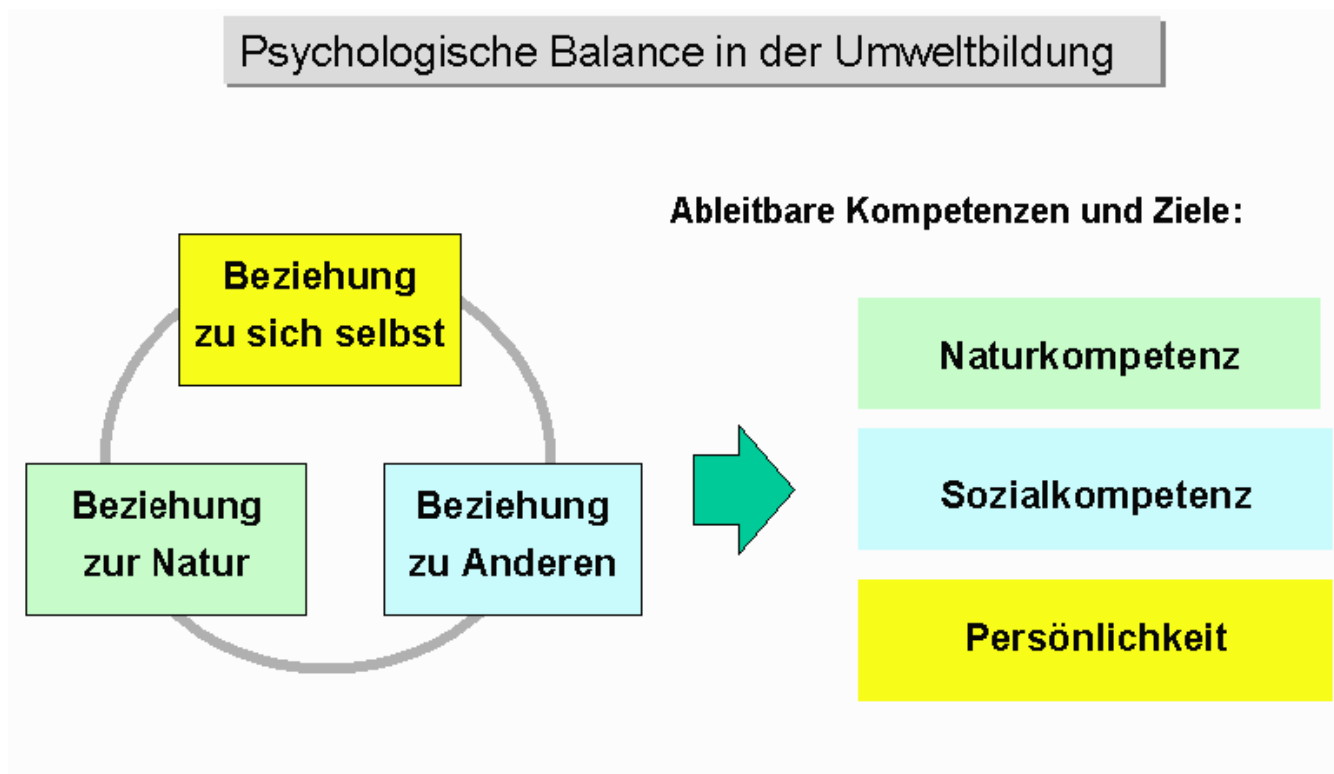 Psychologische Balance in der Umweltbildung
Ableitbare Kompetenzen und Ziele:
Beziehung
zu sich selbst
Beziehung
zur Natur
Beziehung
zu Anderen
Naturkompetenz
Sozialkompetenz
Persönlichkeit